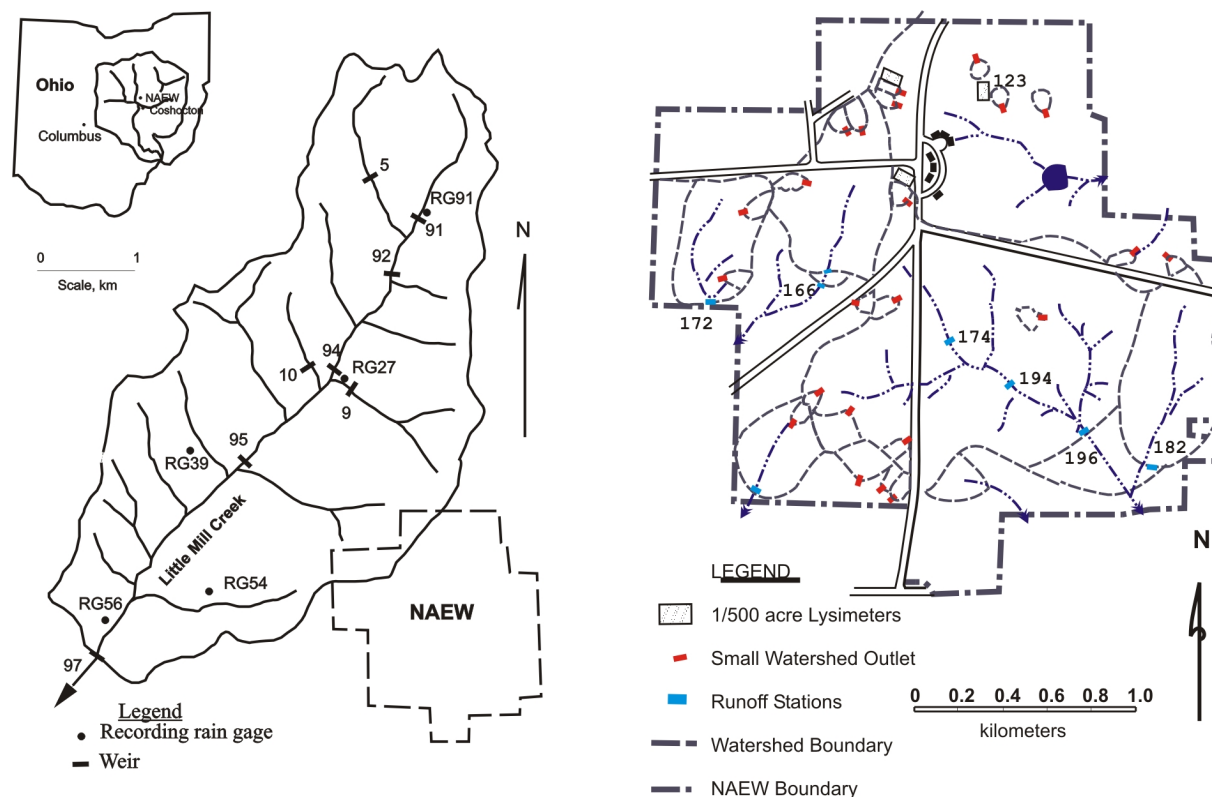 Ohio
NAEW
Coshocton
Columbus
0 1
Scale, km
N
5
RG91
91
92
94
RG27
10
9
95
RG39
Little Mill Creek
RG54
RG56
97
NAEW
Legend
Recording rain gage
Weir
123
166
172
174
194
196
182
N
LEGEND
1/500 acre Lysimeters
Small Watershed Outlet
Runoff Stations
Watershed Boundary
NAEW Boundary
0 0.2 0.4 0.6 0.8 1.0
kilometers